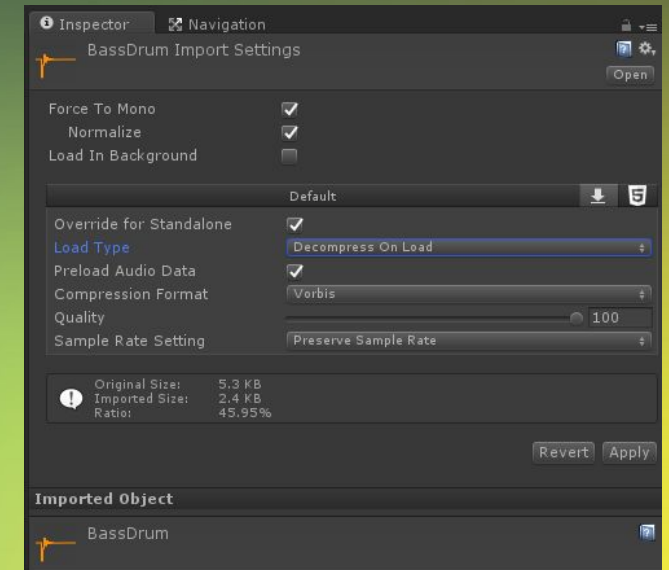 Inspector Navigation
BassDrum Import Settings
Open
Force To Mono
Normalize
Load In Background
Default
Override for Standalone
Load Type Decompress On Load
Preload Audio Data
Compression Format Vorbis
Quality 100
Sample Rate Setting Preserve Sample Rate
Original Size: 5.3 KB
Imported Size: 2.4 KB
Ratio: 45.95%
Revert Apply
Imported Object
BassDrum